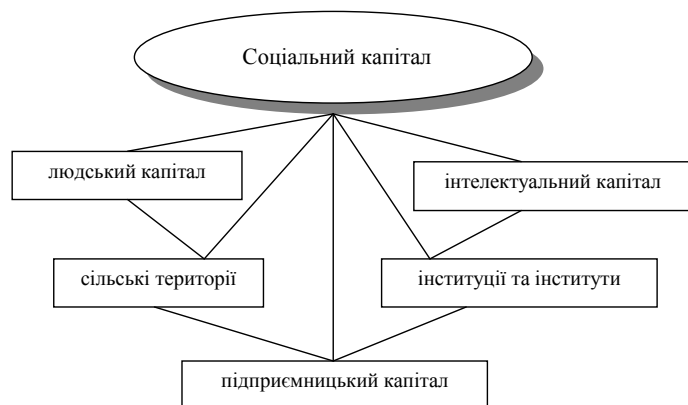 Соціальний капітал
людський капітал
інтелектуальний капітал
сільські території
інституції та інститути
підприємницький капітал